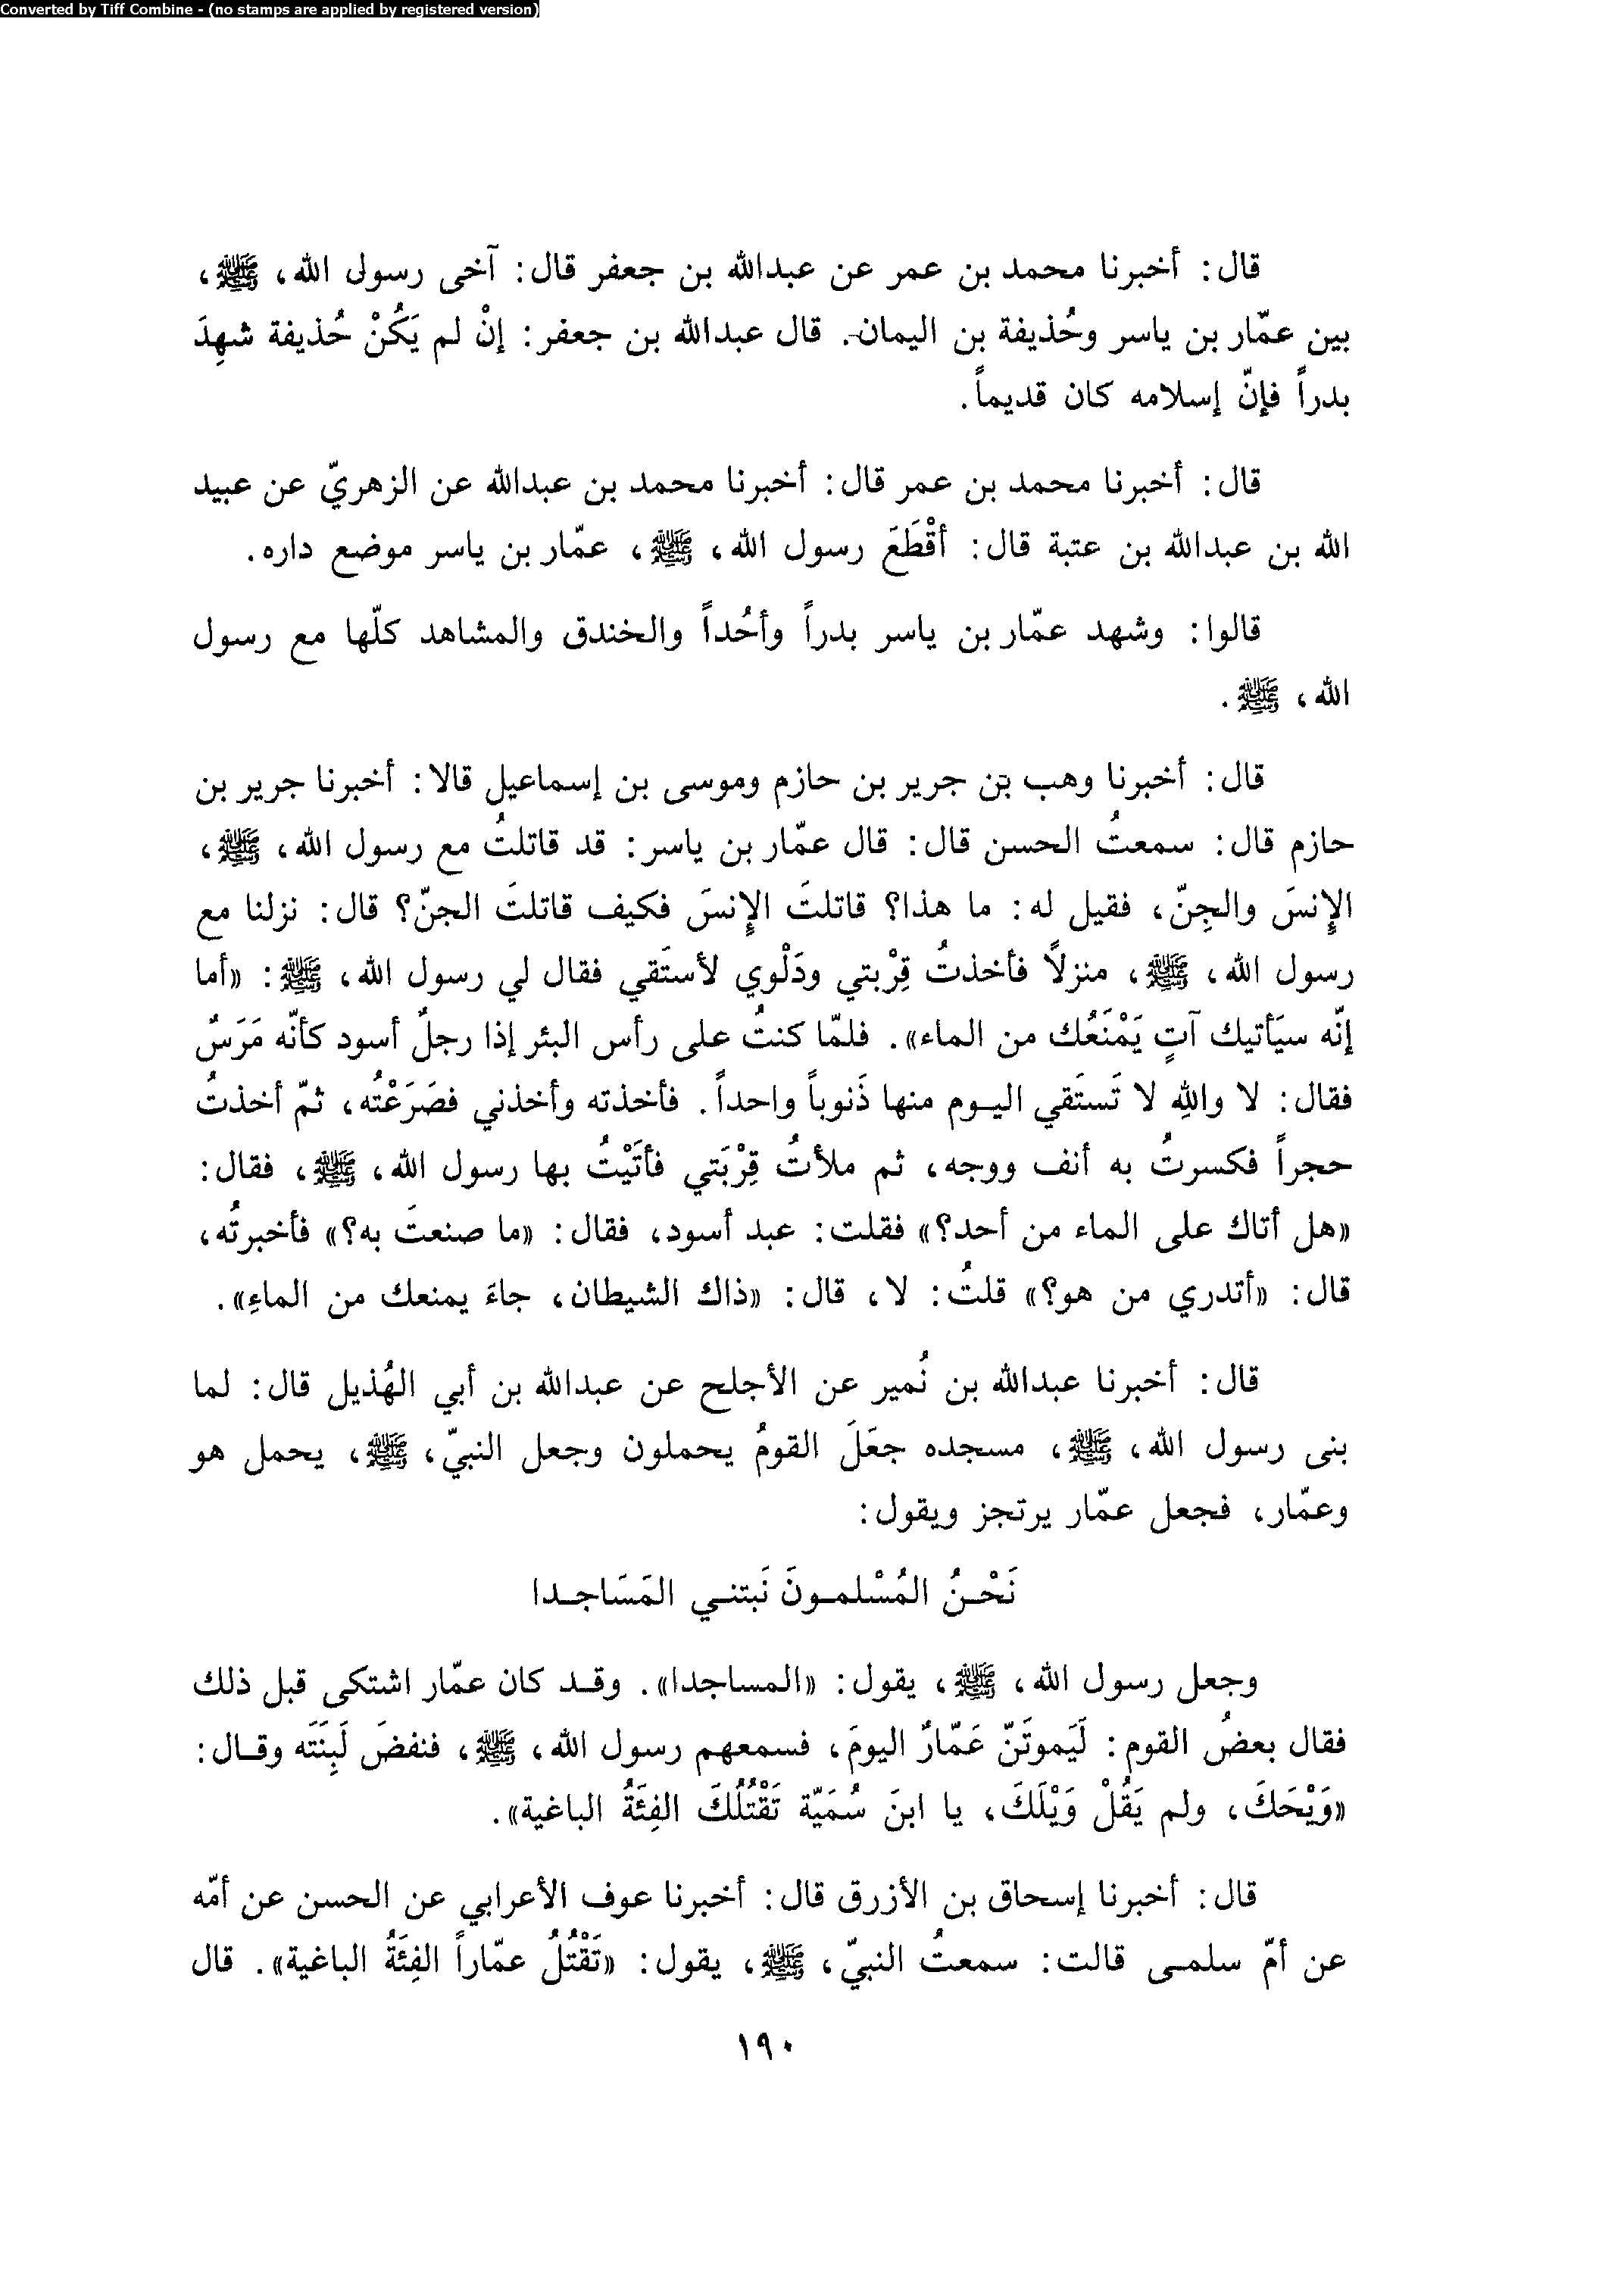 Converted by Tiff Combine - (no stamps are applied by registered version)
قال: أخبرنا محمد بن عمر عن عبدالله بن جعفر قال: آخى رسول الله، ﷺ،
بين عمّار بن ياسر وحُذيفة بن اليمان. قال عبدالله بن جعفر: إنْ لم يَكُنْ حُذيفة شهِدَ
بدراً فإنّ إسلامه كان قديماً.
قال: أخبرنا محمد بن عمر قال: أخبرنا محمد بن عبدالله عن الزهريّ عن عبيد
الله بن عبدالله بن عتبة قال: أقْطَعَ رسول الله، ﷺ، عمّار بن ياسر موضع داره.
قالوا: وشهد عمّار بن ياسر بدراً وأحُداً والخندق والمشاهد كلّها مع رسول
الله، ﷺ.
قال: أخبرنا وهب بن جرير بن حازم وموسى بن إسماعيل قالا: أخبرنا جرير بن
حازم قال: سمعتُ الحسن قال: قال عمّار بن ياسر: قد قاتلتُ مع رسول الله، ﷺ،
الإنسَ والجِنّ، فقيل له: ما هذا؟ قاتلتَ الإنسَ فكيف قاتلتَ الجنّ؟ قال: نزلنا مع
رسول الله، ﷺ، منزلاً فأخذتُ قِرْبتي ودَلْوي لأستَقي فقال لي رسول الله، ﷺ: «أما
إنّه سيَأتيك آتٍ يَمْنَعُك من الماء». فلمّا كنتُ على رأس البئر إذا رجلٌ أسود كأنّه مَرَسٌ
فقال: لا واللهِ لا تَستَقي اليـوم منها ذَنوباً واحداً. فأخذته وأخذني فصَرَعْتُه، ثمّ أخذتُ
حجراً فكسرتُ به أنف ووجه، ثم ملأتُ قِرْبَتي فأتَيْتُ بها رسول الله، ﷺ، فقال:
«هل أتاك على الماء من أحد؟» فقلت: عبد أسود، فقال: «ما صنعتَ به؟» فأخبرتُه،
قال: «أتدري من هو؟» قلتُ: لا، قال: «ذاك الشيطان، جاءَ يمنعك من الماءِ».
قال: أخبرنا عبدالله بن نُمير عن الأجلح عن عبدالله بن أبي الهُذيل قال: لما
بنى رسول الله، ﷺ، مسجده جعَلَ القومُ يحملون وجعل النبيّ، ﷺ، يحمل هو
وعمّار، فجعل عمّار يرتجز ويقول:
نَحْـنُ المُسْلمـونَ نَبتنـي المَسَاجـدا
وجعل رسول الله، ﷺ، يقول: «المساجدا». وقـد كان عمّار اشتكى قبل ذلك
فقال بعضُ القوم: لَيَموتَنّ عَمّارٌ اليومَ، فسمعهم رسول الله، ﷺ، فنفضَ لَبِنَتَه وقـال:
«وَيْحَكَ، ولم يَقُلْ وَيْلَكَ، يا ابنَ سُمَيّة تَقْتُلُكَ الفِئَةُ الباغية».
قال: أخبرنا إسحاق بن الأزرق قال: أخبرنا عوف الأعرابي عن الحسن عن أمّه
عن أمّ سلمـى قالت: سمعتُ النبيّ، ﷺ، يقول: «تَقْتُلُ عمّاراً الفِئَةُ الباغية». قال
١٩٠